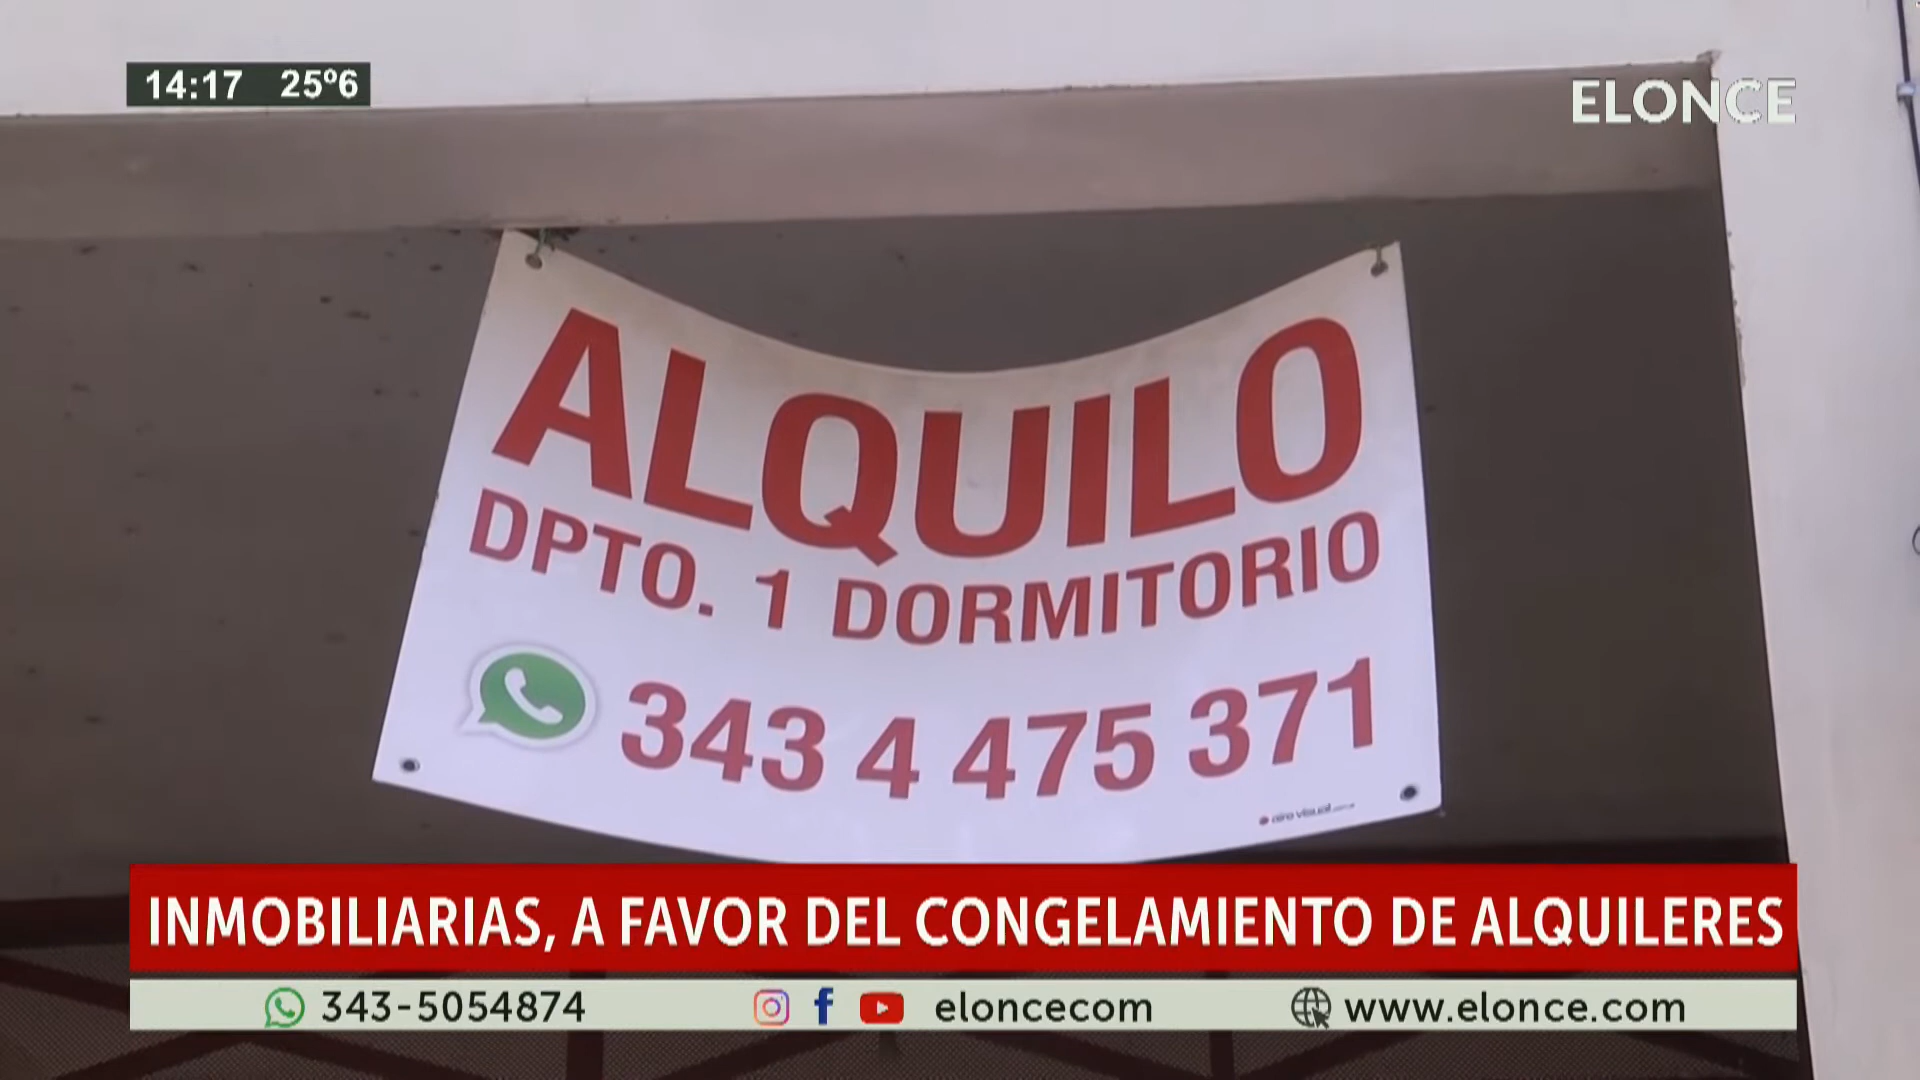 14:17 25º6
ELONCE
ALQUILO
DPTO. 1 DORMITORIO
343 4 475 371
INMOBILIARIAS, A FAVOR DEL CONGELAMIENTO DE ALQUILERES
343-5054874 eloncecom www.elonce.com